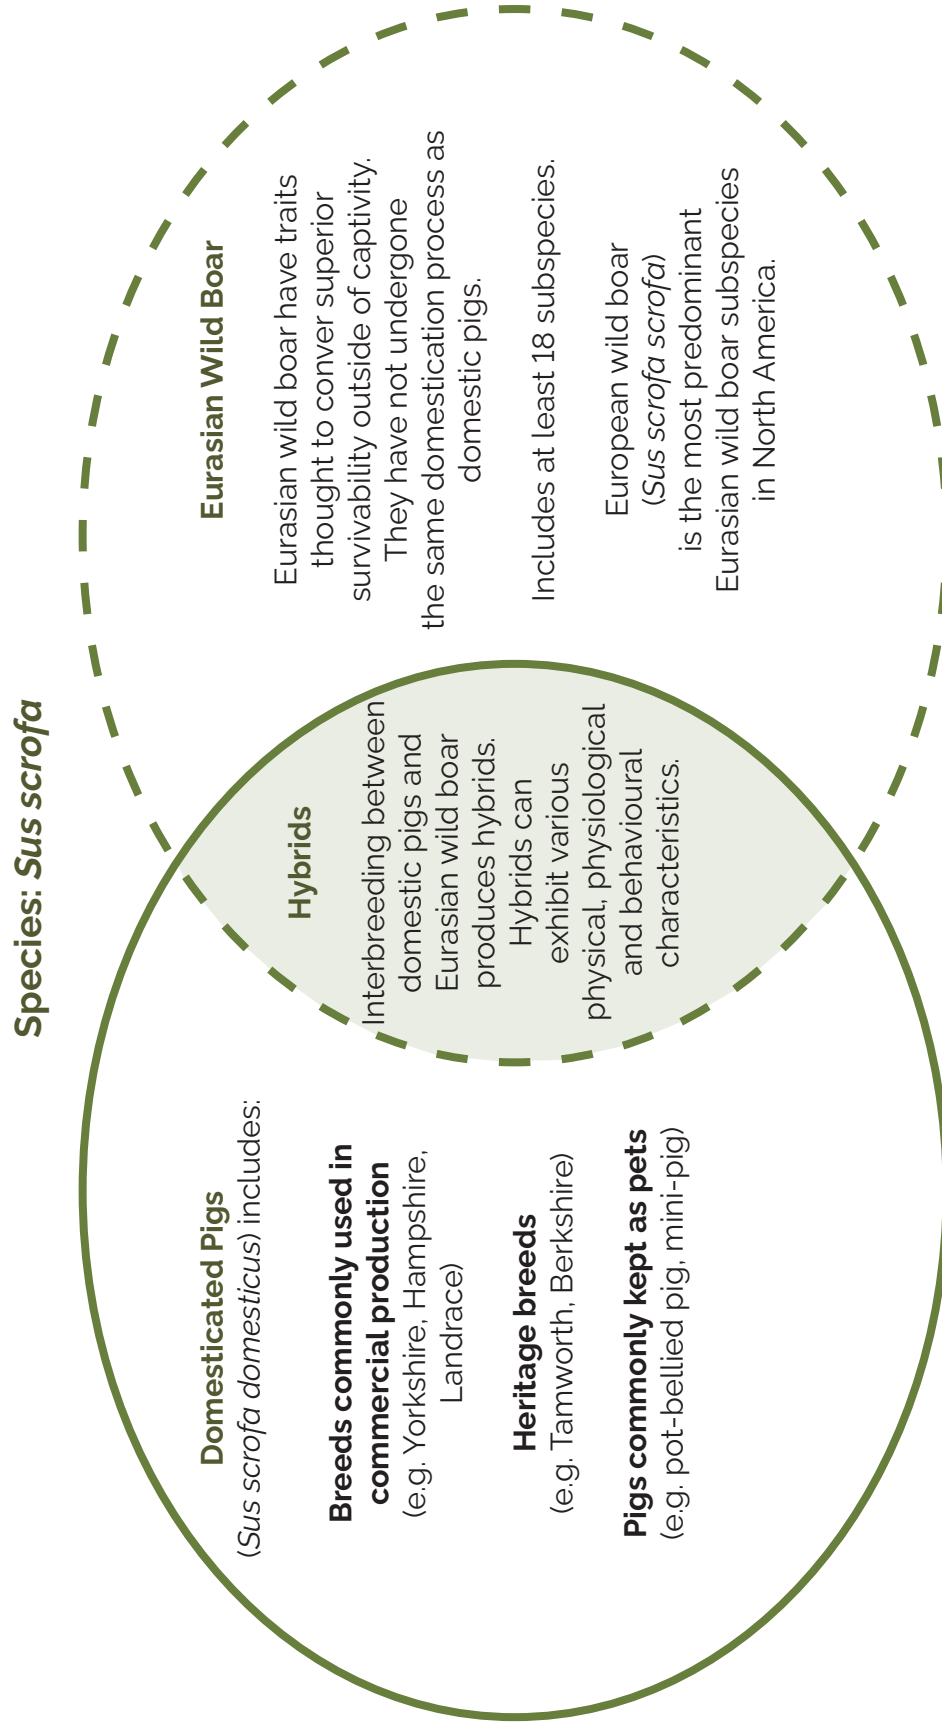 Species: Sus scrofa
Domesticated Pigs
(Sus scrofa domesticus) includes:
Breeds commonly used in
commercial production
(e.g. Yorkshire, Hampshire,
Landrace)
Heritage breeds
(e.g. Tamworth, Berkshire)
Pigs commonly kept as pets
(e.g. pot-bellied pig, mini-pig)
Hybrids
Interbreeding between
domestic pigs and
Eurasian wild boar
produces hybrids.
Hybrids can
exhibit various
physical, physiological
and behavioural
characteristics.
Eurasian Wild Boar
Eurasian wild boar have traits
thought to conver superior
survivability outside of captivity.
They have not undergone
the same domestication process as
domestic pigs.
Includes at least 18 subspecies.
European wild boar
(Sus scrofa scrofa)
is the most predominant
Eurasian wild boar subspecies
in North America.